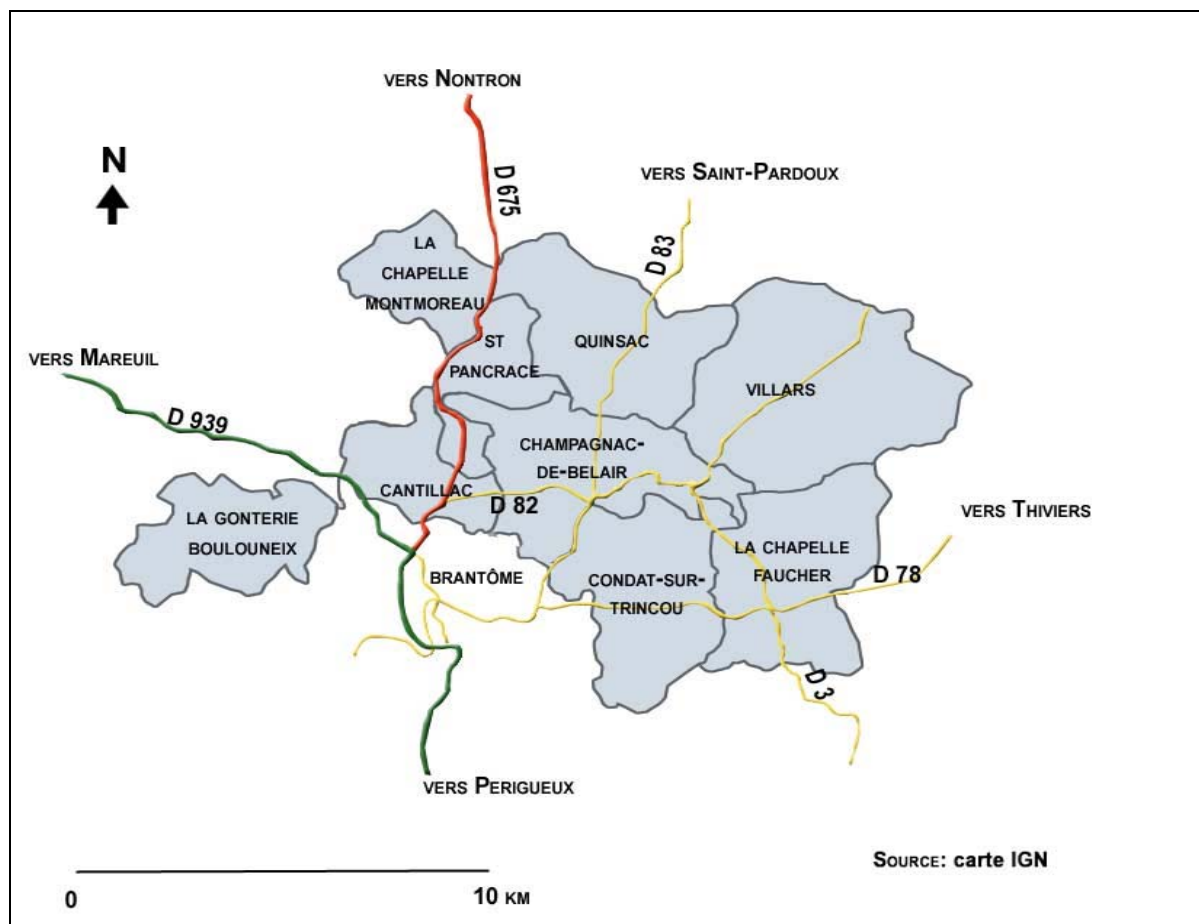 VERS NONTRON
N
D 675
VERS SAINT-PARDOUX
D 83
LA
CHAPELLE
MONTMOREAU
ST
PANCRACE
QUINSAC
VERS MAREUIL
VILLARS
D 939
CHAMPAGNAC-
DE-BELAIR
CANTILLAC
D 82
LA GONTERIE
BOULOUNEIX
VERS THIVIERS
LA CHAPELLE
FAUCHER
BRANTÔME
CONDAT-SUR-
TRINCOU
D 78
D 3
VERS PERIGUEUX
SOURCE: carte IGN
0
10 KM